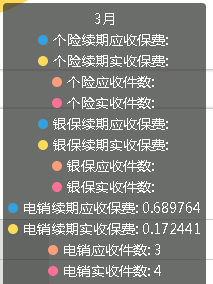 3月
个险续期应收保费:
个险续期实收保费:
个险应收件数:
个险实收件数:
银保续期应收保费:
银保续期实收保费:
银保应收件数:
银保实收件数:
电销续期应收保费: 0.689764
电销续期实收保费: 0.172441
电销应收件数: 3
电销实收件数: 4